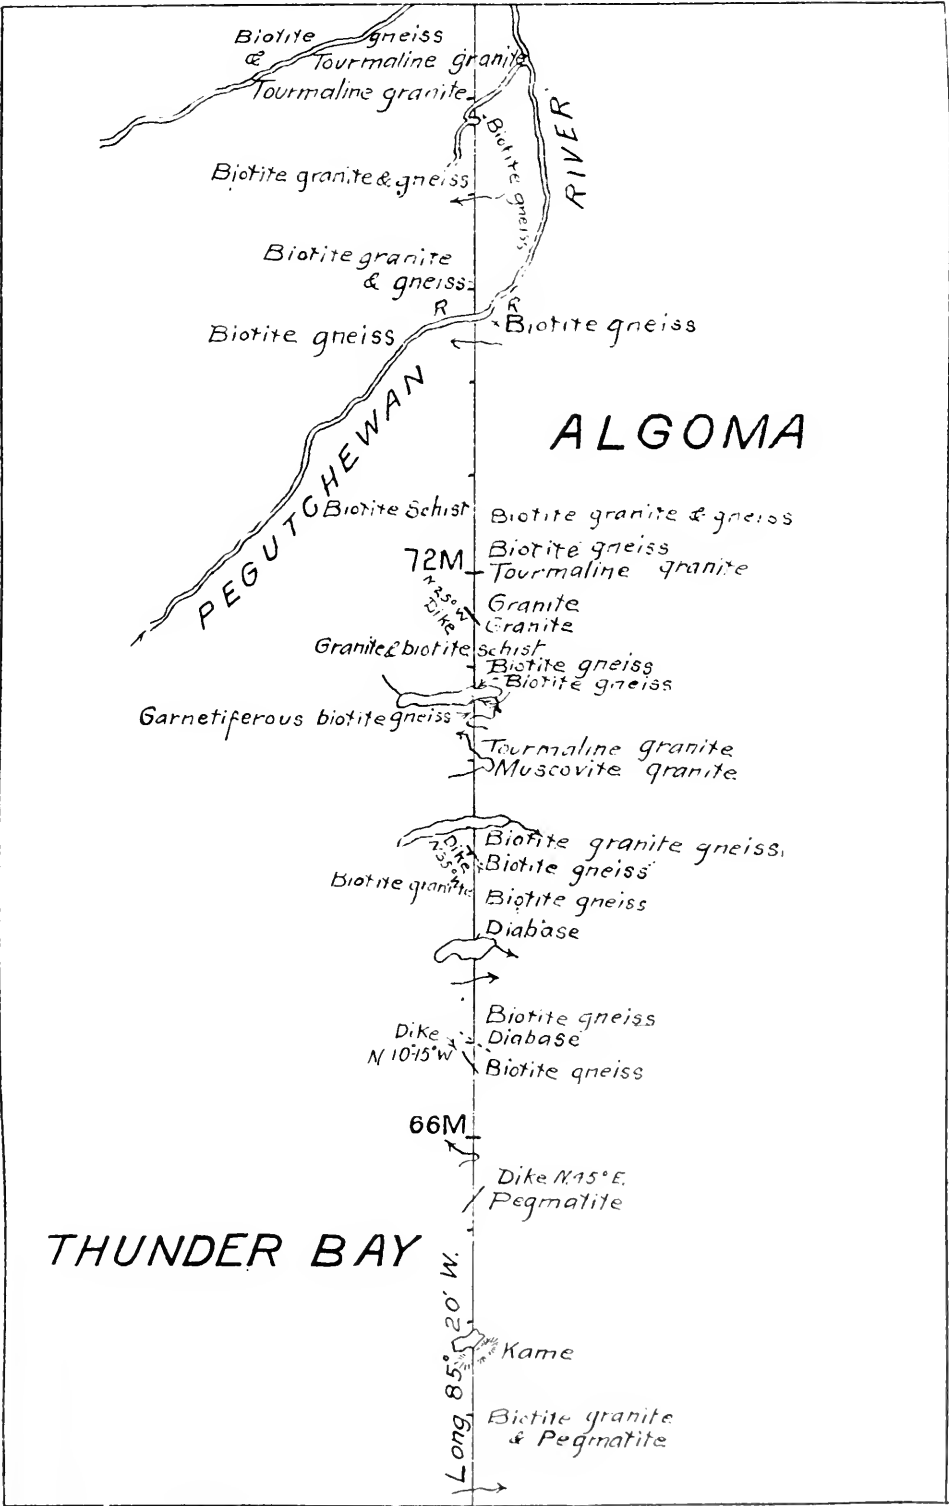 Biotite gneiss
& Tourmaline granite
Tourmaline granite
Biotite gneiss
RIVER
Biotite granite & gneiss
Biotite granite
& gneiss
R
R
Biotite gneiss
Biotite gneiss
PEGUTCHEWAN
ALGOMA
Biotite Schist
Biotite granite & gneiss
Biotite gneiss
72M
Tourmaline granite
N 25° W
Dike
Granite
Granite
Granite & biotite schist
Biotite gneiss
Biotite gneiss
Garnetiferous biotite gneiss
Tourmaline granite
Muscovite granite
Biotite granite gneiss
Dike
N 35° W
Biotite gneiss
Biotite granite
Biotite gneiss
Diabase
Biotite gneiss
Dike
N 10-15° W
Diabase
Biotite gneiss
66M
Dike N. 45° E.
Pegmatite
THUNDER BAY
Long. 85° 20' W.
Kame
Biotite granite
& Pegmatite